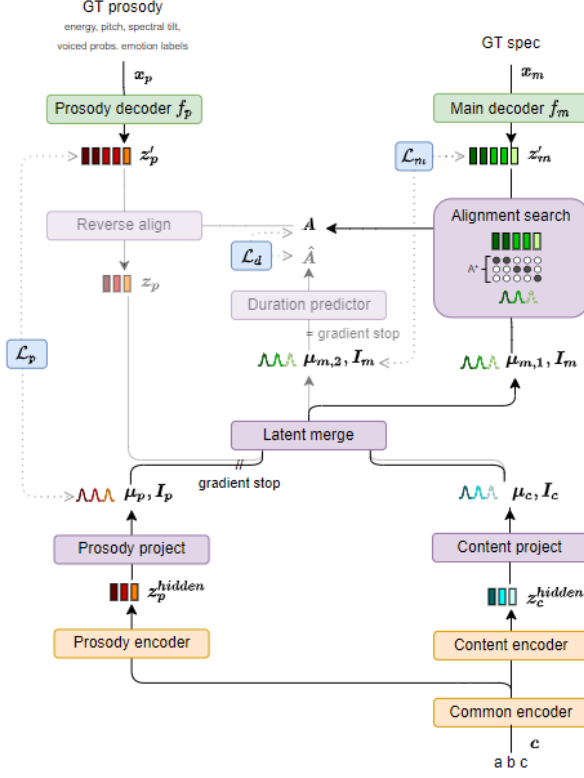 GT prosody
energy, pitch, spectral tilt,
voiced probs. emotion labels
GT spec
x_p
x_m
Prosody decoder f_p
Main decoder f_m
z'_p
L_m
z'_m
Alignment search
A*
Reverse align
A
L_d
Â
z_p
Duration predictor
= gradient stop
L_p
μ_{m,2}, I_m
μ_{m,1}, I_m
Latent merge
gradient stop
μ_p, I_p
μ_c, I_c
Prosody project
Content project
z_p^{hidden}
z_c^{hidden}
Prosody encoder
Content encoder
Common encoder
c
a b c